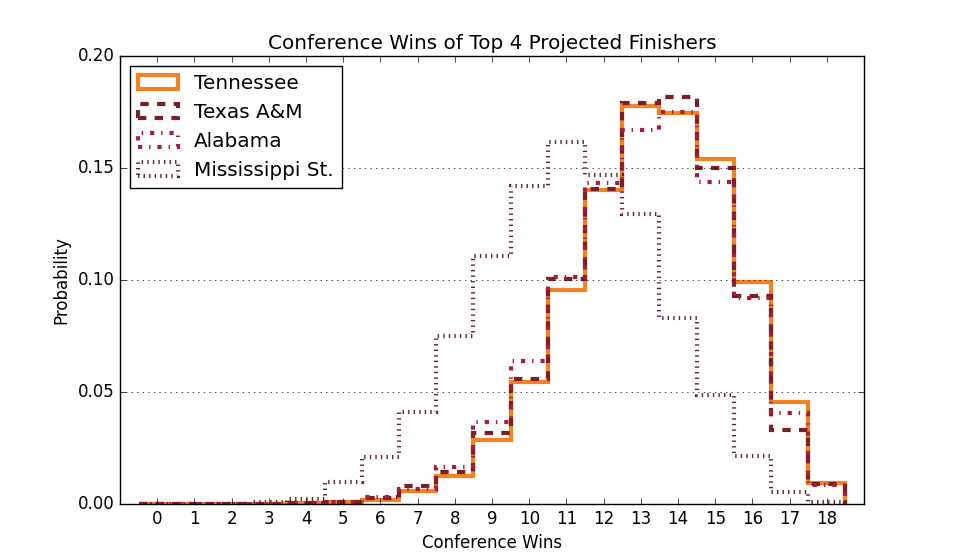 Conference Wins of Top 4 Projected Finishers
0.20
Tennessee
Texas A&M
Alabama
Mississippi St.
0.15
0.10
0.05
0.00
Probability
0 1 2 3 4 5 6 7 8 9 10 11 12 13 14 15 16 17 18
Conference Wins